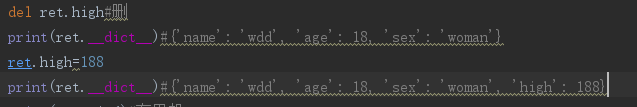 del ret.high#删
print(ret.__dict__)#{'name': 'wdd', 'age': 18, 'sex': 'woman'}
ret.high=188
print(ret.__dict__)#{'name': 'wdd', 'age': 18, 'sex': 'woman', 'high': 188}